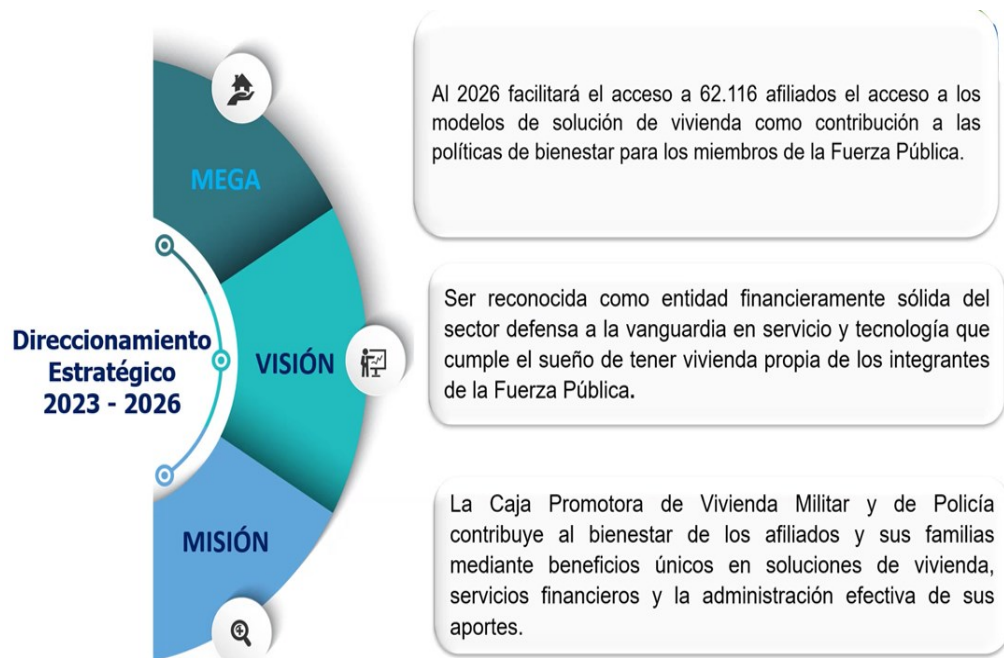 Direccionamiento
Estratégico
2023 - 2026
MEGA
Al 2026 facilitará el acceso a 62.116 afiliados el acceso a los
modelos de solución de vivienda como contribución a las
políticas de bienestar para los miembros de la Fuerza Pública.
VISIÓN
Ser reconocida como entidad financieramente sólida del
sector defensa a la vanguardia en servicio y tecnología que
cumple el sueño de tener vivienda propia de los integrantes
de la Fuerza Pública.
MISIÓN
La Caja Promotora de Vivienda Militar y de Policía
contribuye al bienestar de los afiliados y sus familias
mediante beneficios únicos en soluciones de vivienda,
servicios financieros y la administración efectiva de sus
aportes.